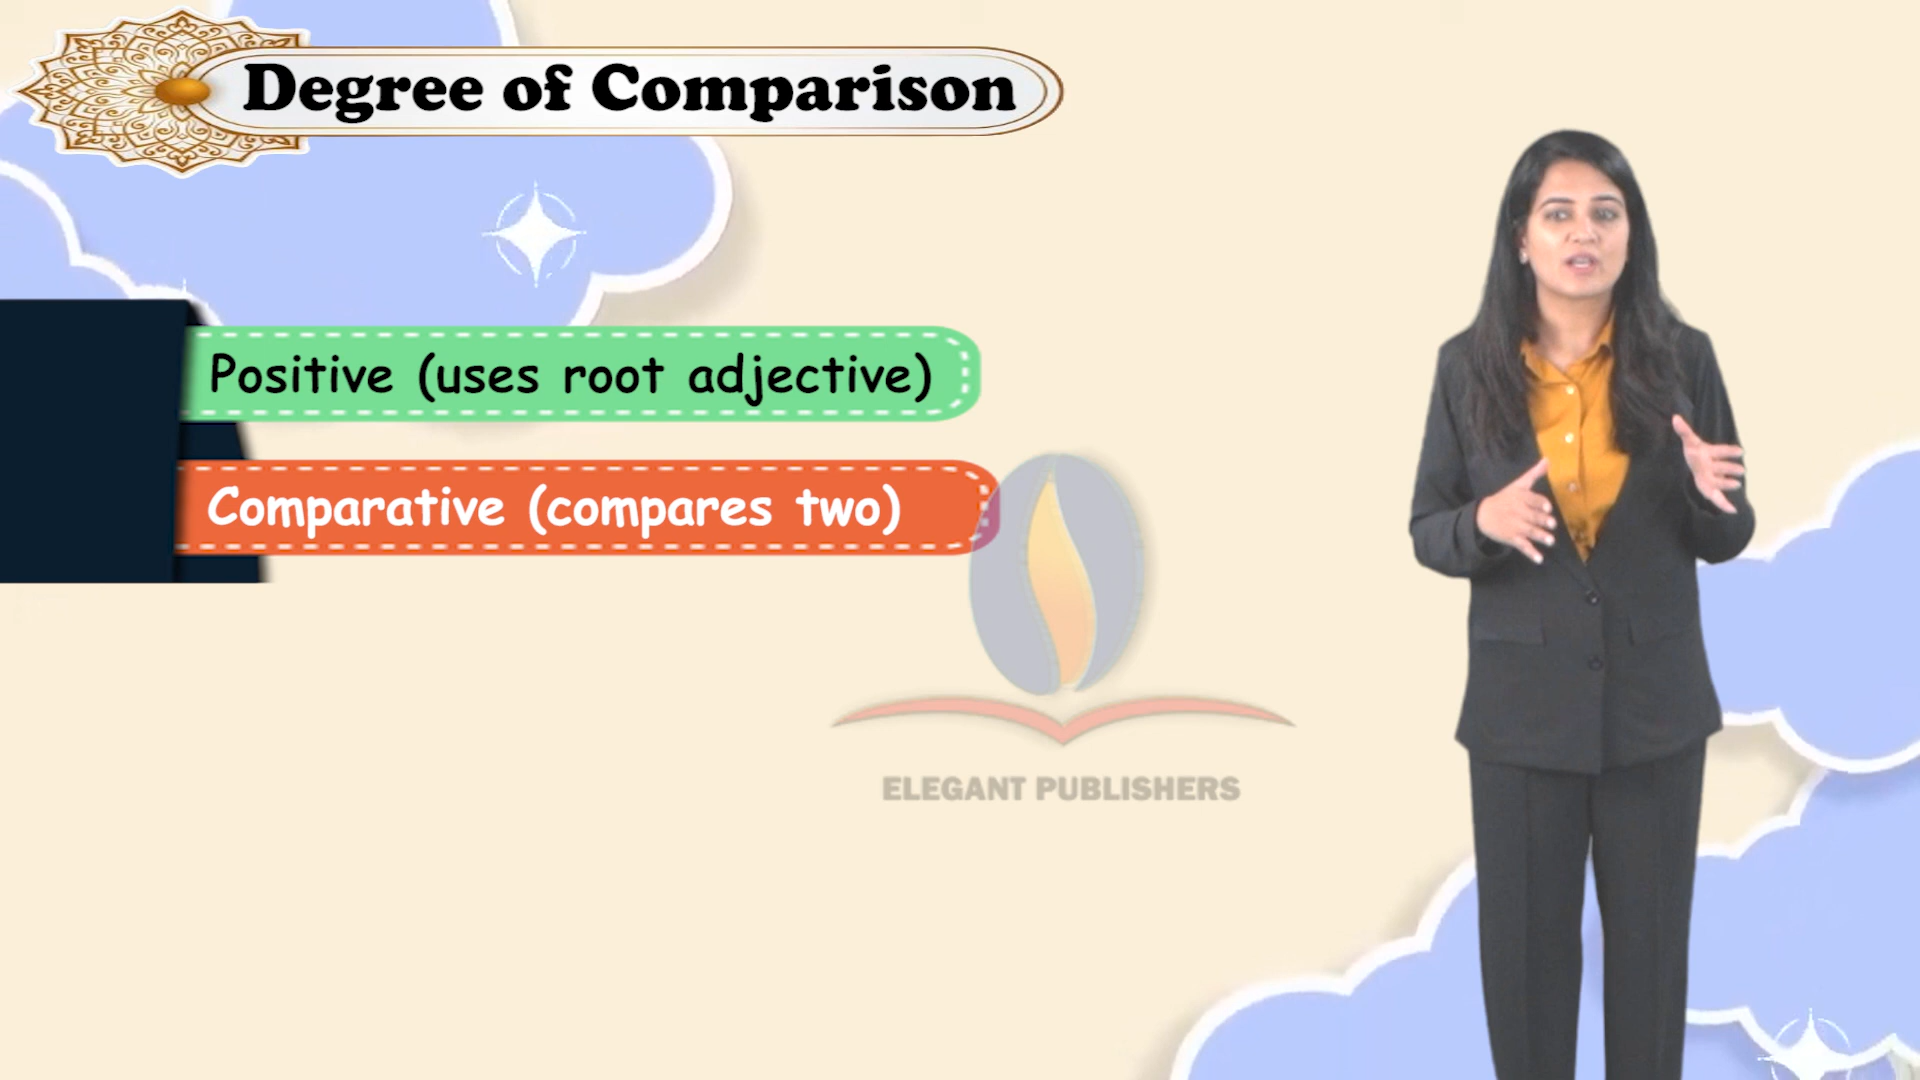 Degree of Comparison
Positive (uses root adjective)
Comparative (compares two)
ELEGANT PUBLISHERS